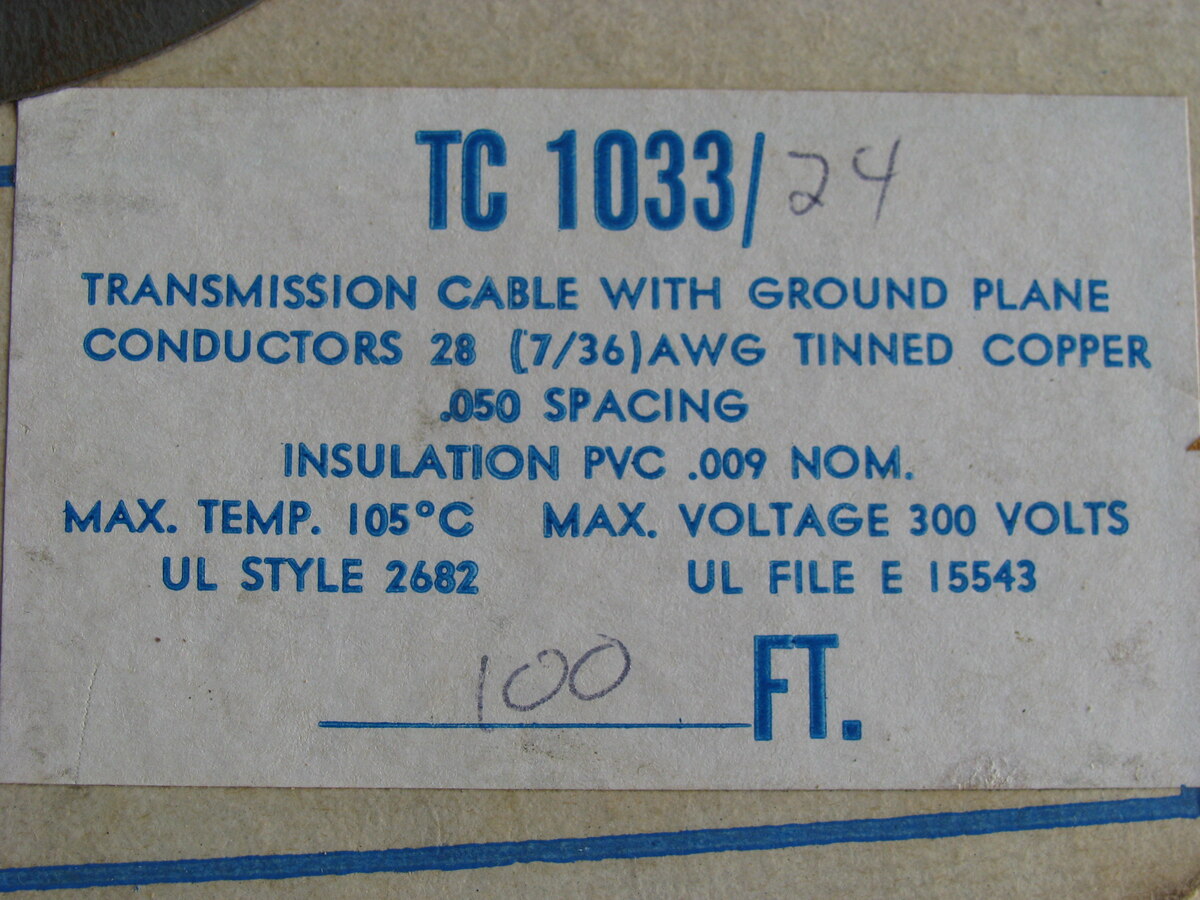 TC 1033/24
TRANSMISSION CABLE WITH GROUND PLANE
CONDUCTORS 28 (7/36) AWG TINNED COPPER
.050 SPACING
INSULATION PVC .009 NOM.
MAX. TEMP. 105°C MAX. VOLTAGE 300 VOLTS
UL STYLE 2682 UL FILE E 15543
100 FT.